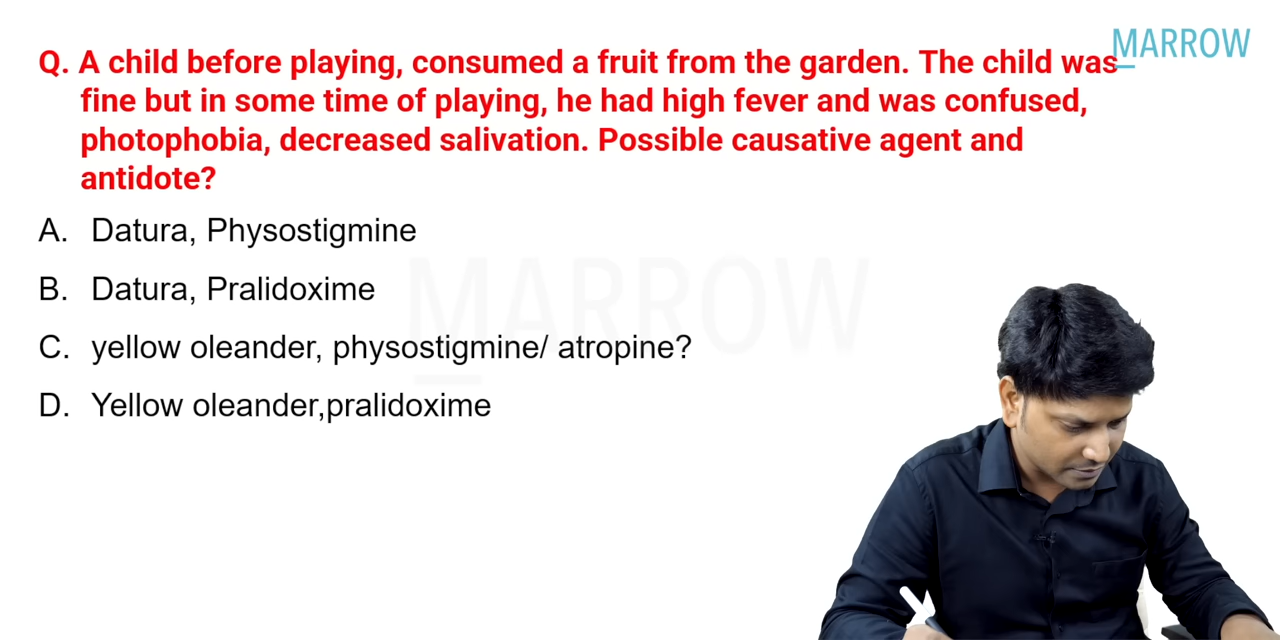 MARROW
Q. A child before playing, consumed a fruit from the garden. The child was
fine but in some time of playing, he had high fever and was confused,
photophobia, decreased salivation. Possible causative agent and
antidote?
A. Datura, Physostigmine
B. Datura, Pralidoxime
MARROW
C. yellow oleander, physostigmine/ atropine?
D. Yellow oleander,pralidoxime